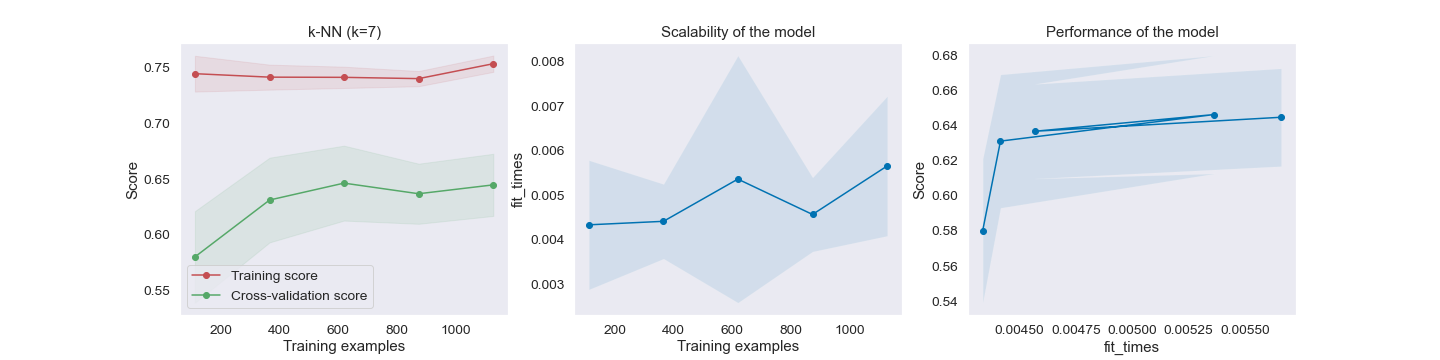 k-NN (k=7)
0.75
0.70
0.65
0.60
0.55
Score
Training score
Cross-validation score
200 400 600 800 1000
Training examples
Scalability of the model
0.008
0.007
0.006
0.005
0.004
0.003
fit_times
200 400 600 800 1000
Training examples
Performance of the model
0.68
0.66
0.64
0.62
0.60
0.58
0.56
0.54
Score
0.00450 0.00475 0.00500 0.00525 0.00550
fit_times